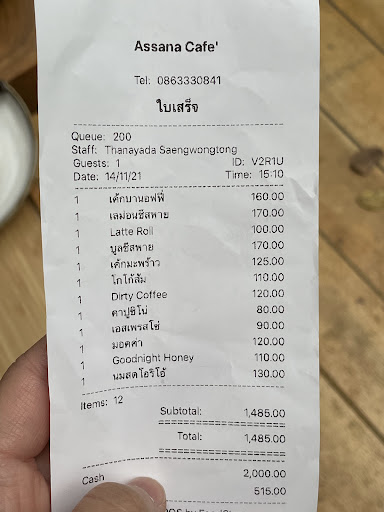 Assana Cafe'
Tel: 0863330841
ใบเสร็จ
Queue: 200
Staff: Thanayada Saengwongtong
Guests: 1 ID: V2R1U
Date: 14/11/21 Time: 15:10
1 เค้กบานอฟฟี่ 160.00
1 เลม่อนชีสพาย 170.00
1 Latte Roll 100.00
1 บูลชีสพาย 170.00
1 เค้กมะพร้าว 125.00
1 โกโก้ส้ม 110.00
1 Dirty Coffee 120.00
1 คาปูชิโน่ 80.00
1 เอสเพรสโซ่ 90.00
1 มอคค่า 120.00
1 Goodnight Honey 110.00
1 นมสดโอริโอ้ 130.00
Items: 12
Subtotal: 1,485.00
Total: 1,485.00
Cash 2,000.00
515.00